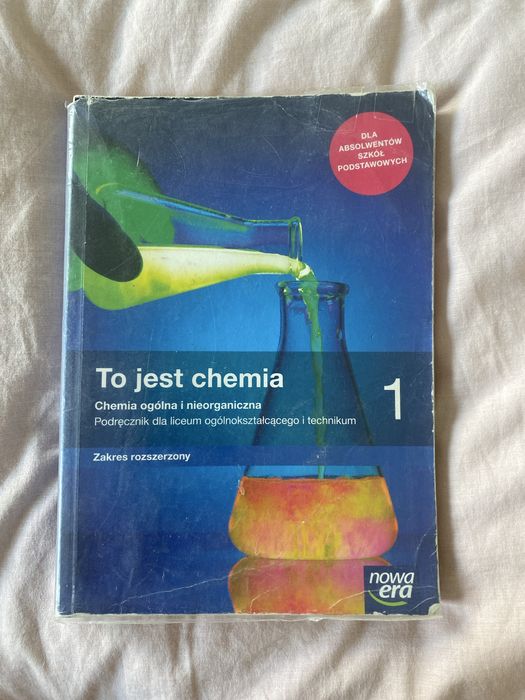 DLA
ABSOLWENTÓW
SZKÓŁ
PODSTAWOWYCH
To jest chemia
1
Chemia ogólna i nieorganiczna
Podręcznik dla liceum ogólnokształcącego i technikum
Zakres rozszerzony
nowa
era